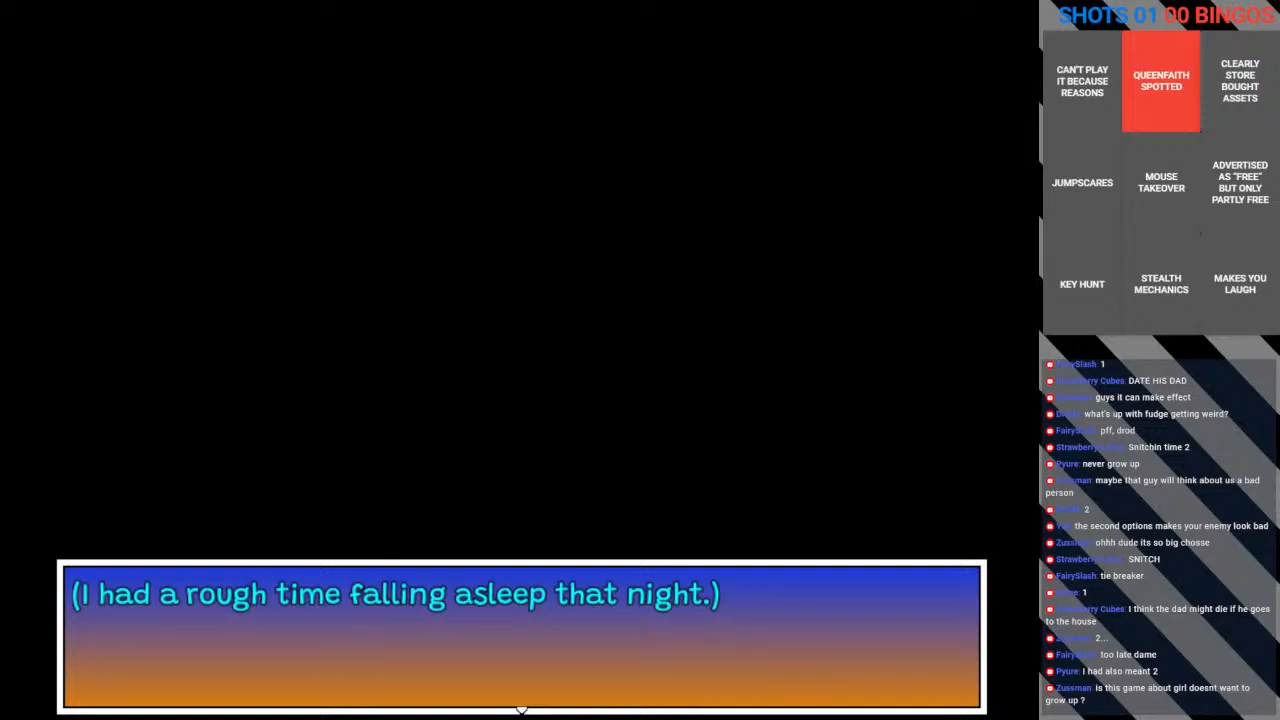 SHOTS 01 00 BINGOS
CAN'T PLAY
IT BECAUSE
REASONS
QUEENFAITH
SPOTTED
CLEARLY
STORE
BOUGHT
ASSETS
JUMPSCARES
MOUSE
TAKEOVER
ADVERTISED
AS "FREE"
BUT ONLY
PARTLY FREE
KEY HUNT
STEALTH
MECHANICS
MAKES YOU
LAUGH
FairySlash 1
Strawberry Cubes: DATE HIS DAD
guys it can make effect
what's up with fudge getting weird?
FairySlash: pff, drod
Strawberry Snitchin time 2
Pyure: never grow up
Zussman: maybe that guy will think about us a bad
person
2
the second options makes your enemy look bad
Zussman: ohhh dude its so big chosse
Strawberry SNITCH
FairySlash: tie breaker
1
Strawberry Cubes: I think the dad might die if he goes
to the house
2...
FairySlash too late dame
Pyure: I had also meant 2
Zussman: is this game about girl doesnt want to
grow up ?
(I had a rough time falling asleep that night.)